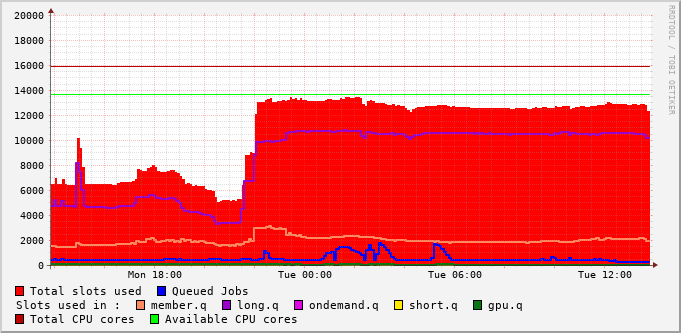 20000
18000
16000
14000
12000
10000
8000
6000
4000
2000
0
Mon 18:00 Tue 00:00 Tue 06:00 Tue 12:00
RRDTOOL / TOBI OETIKER
Total slots used Queued Jobs
Slots used in : member.q long.q ondemand.q short.q gpu.q
Total CPU cores Available CPU cores